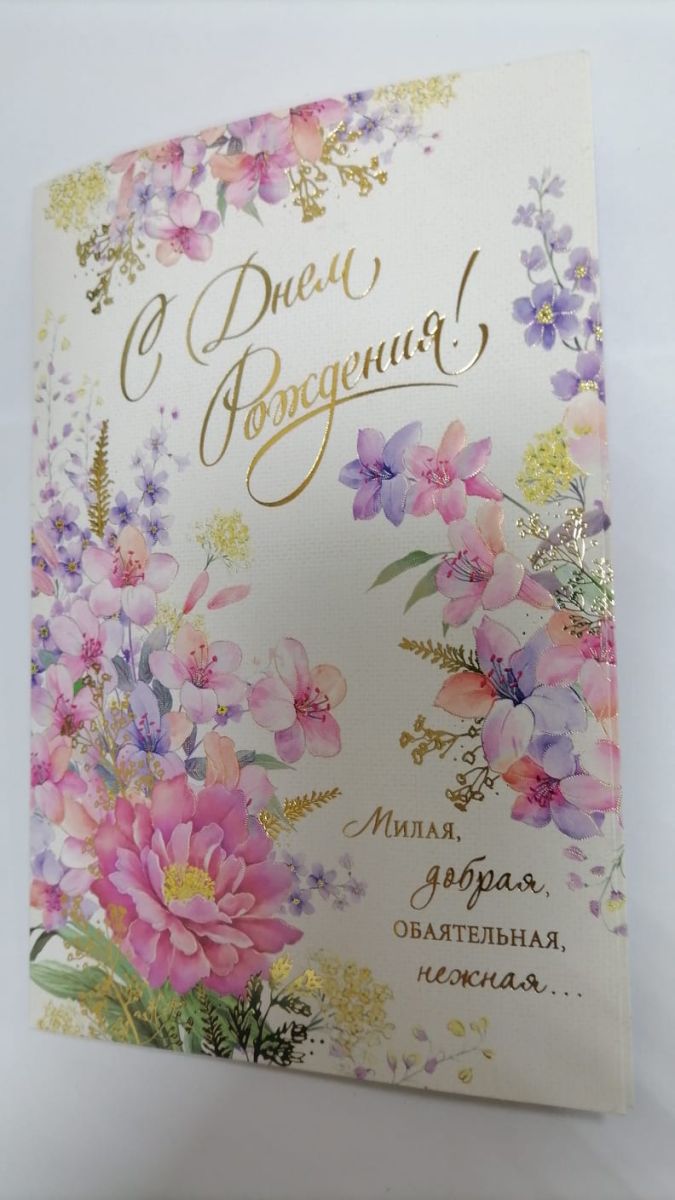 С Днем
Рождения!
Милая,
добрая,
ОБАЯТЕЛЬНАЯ,
нежная...